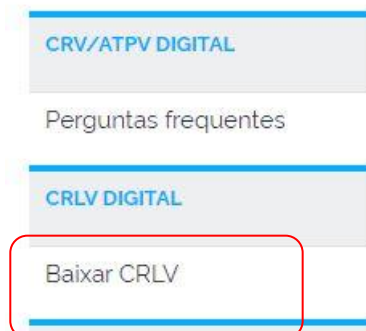 CRV/ATPV DIGITAL
Perguntas frequentes
CRLV DIGITAL
Baixar CRLV